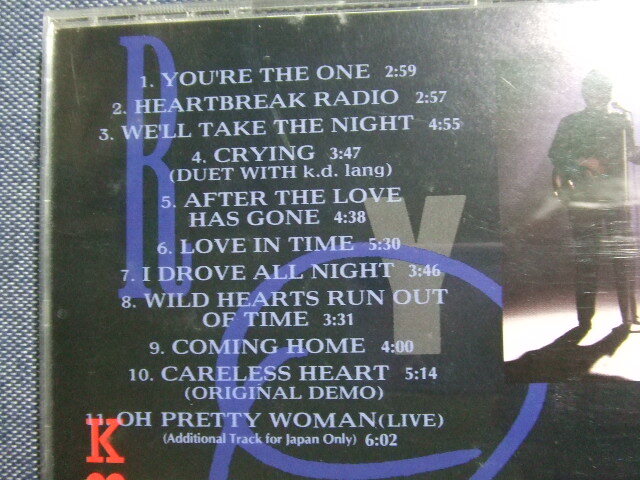 1. YOU'RE THE ONE 2:59
2. HEARTBREAK RADIO 2:57
3. WE'LL TAKE THE NIGHT 4:55
4. CRYING 3:47
(DUET WITH k.d. lang)
5. AFTER THE LOVE
HAS GONE 4:38
6. LOVE IN TIME 5:30
7. I DROVE ALL NIGHT 3:46
8. WILD HEARTS RUN OUT
OF TIME 3:31
9. COMING HOME 4:00
10. CARELESS HEART 5:14
(ORIGINAL DEMO)
11. OH PRETTY WOMAN (LIVE)
(Additional Track for Japan Only) 6:02
R
Y
K